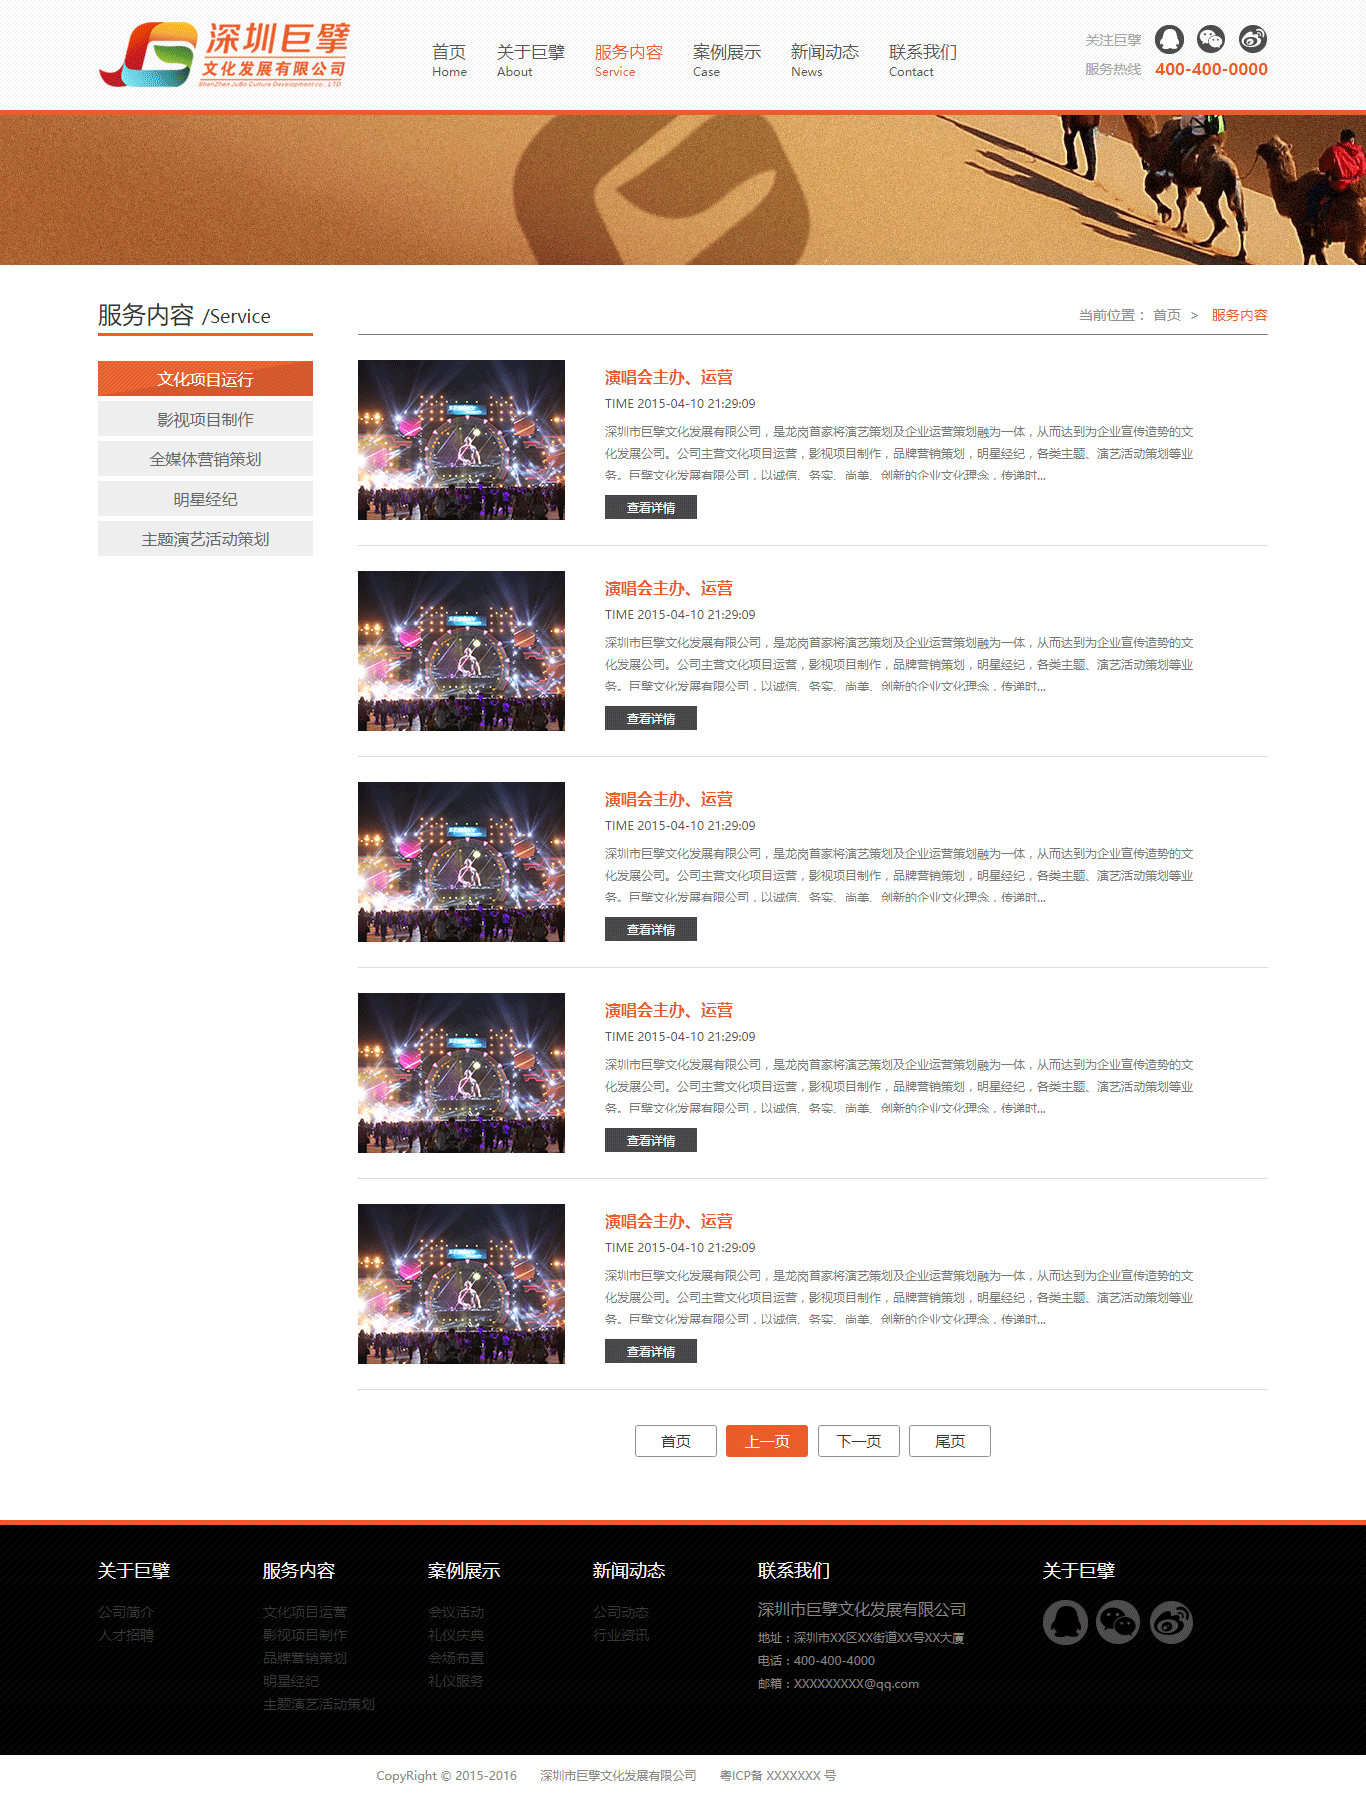 深圳巨擘
文化发展有限公司
ShenZhen JuBo Culture Development co., LTD
首页 关于巨擘 服务内容 案例展示 新闻动态 联系我们
Home About Service Case News Contact
关注巨擘
服务热线 400-400-0000
服务内容 /Service
当前位置： 首页 > 服务内容
文化项目运行
影视项目制作
全媒体营销策划
明星经纪
主题演艺活动策划
演唱会主办、运营
TIME 2015-04-10 21:29:09
深圳市巨擘文化发展有限公司，是龙岗首家将演艺策划及企业运营策划融为一体，从而达到为企业宣传造势的文
化发展公司。公司主营文化项目运营，影视项目制作，品牌营销策划，明星经纪，各类主题、演艺活动策划等业
务。巨擘文化发展有限公司，以诚信、务实、尚美、创新的企业文化理念，传递时...
查看详情
演唱会主办、运营
TIME 2015-04-10 21:29:09
深圳市巨擘文化发展有限公司，是龙岗首家将演艺策划及企业运营策划融为一体，从而达到为企业宣传造势的文
化发展公司。公司主营文化项目运营，影视项目制作，品牌营销策划，明星经纪，各类主题、演艺活动策划等业
务。巨擘文化发展有限公司，以诚信、务实、尚美、创新的企业文化理念，传递时...
查看详情
演唱会主办、运营
TIME 2015-04-10 21:29:09
深圳市巨擘文化发展有限公司，是龙岗首家将演艺策划及企业运营策划融为一体，从而达到为企业宣传造势的文
化发展公司。公司主营文化项目运营，影视项目制作，品牌营销策划，明星经纪，各类主题、演艺活动策划等业
务。巨擘文化发展有限公司，以诚信、务实、尚美、创新的企业文化理念，传递时...
查看详情
演唱会主办、运营
TIME 2015-04-10 21:29:09
深圳市巨擘文化发展有限公司，是龙岗首家将演艺策划及企业运营策划融为一体，从而达到为企业宣传造势的文
化发展公司。公司主营文化项目运营，影视项目制作，品牌营销策划，明星经纪，各类主题、演艺活动策划等业
务。巨擘文化发展有限公司，以诚信、务实、尚美、创新的企业文化理念，传递时...
查看详情
演唱会主办、运营
TIME 2015-04-10 21:29:09
深圳市巨擘文化发展有限公司，是龙岗首家将演艺策划及企业运营策划融为一体，从而达到为企业宣传造势的文
化发展公司。公司主营文化项目运营，影视项目制作，品牌营销策划，明星经纪，各类主题、演艺活动策划等业
务。巨擘文化发展有限公司，以诚信、务实、尚美、创新的企业文化理念，传递时...
查看详情
首页 上一页 下一页 尾页
关于巨擘
公司简介
人才招聘
服务内容
文化项目运营
影视项目制作
品牌营销策划
明星经纪
主题演艺活动策划
案例展示
会议活动
礼仪庆典
会场布置
礼仪服务
新闻动态
公司动态
行业资讯
联系我们
深圳市巨擘文化发展有限公司
地址：深圳市XX区XX街道XX号XX大厦
电话：400-400-4000
邮箱：XXXXXXXXX@qq.com
关于巨擘
CopyRight © 2015-2016 深圳市巨擘文化发展有限公司 粤ICP备 XXXXXXX 号